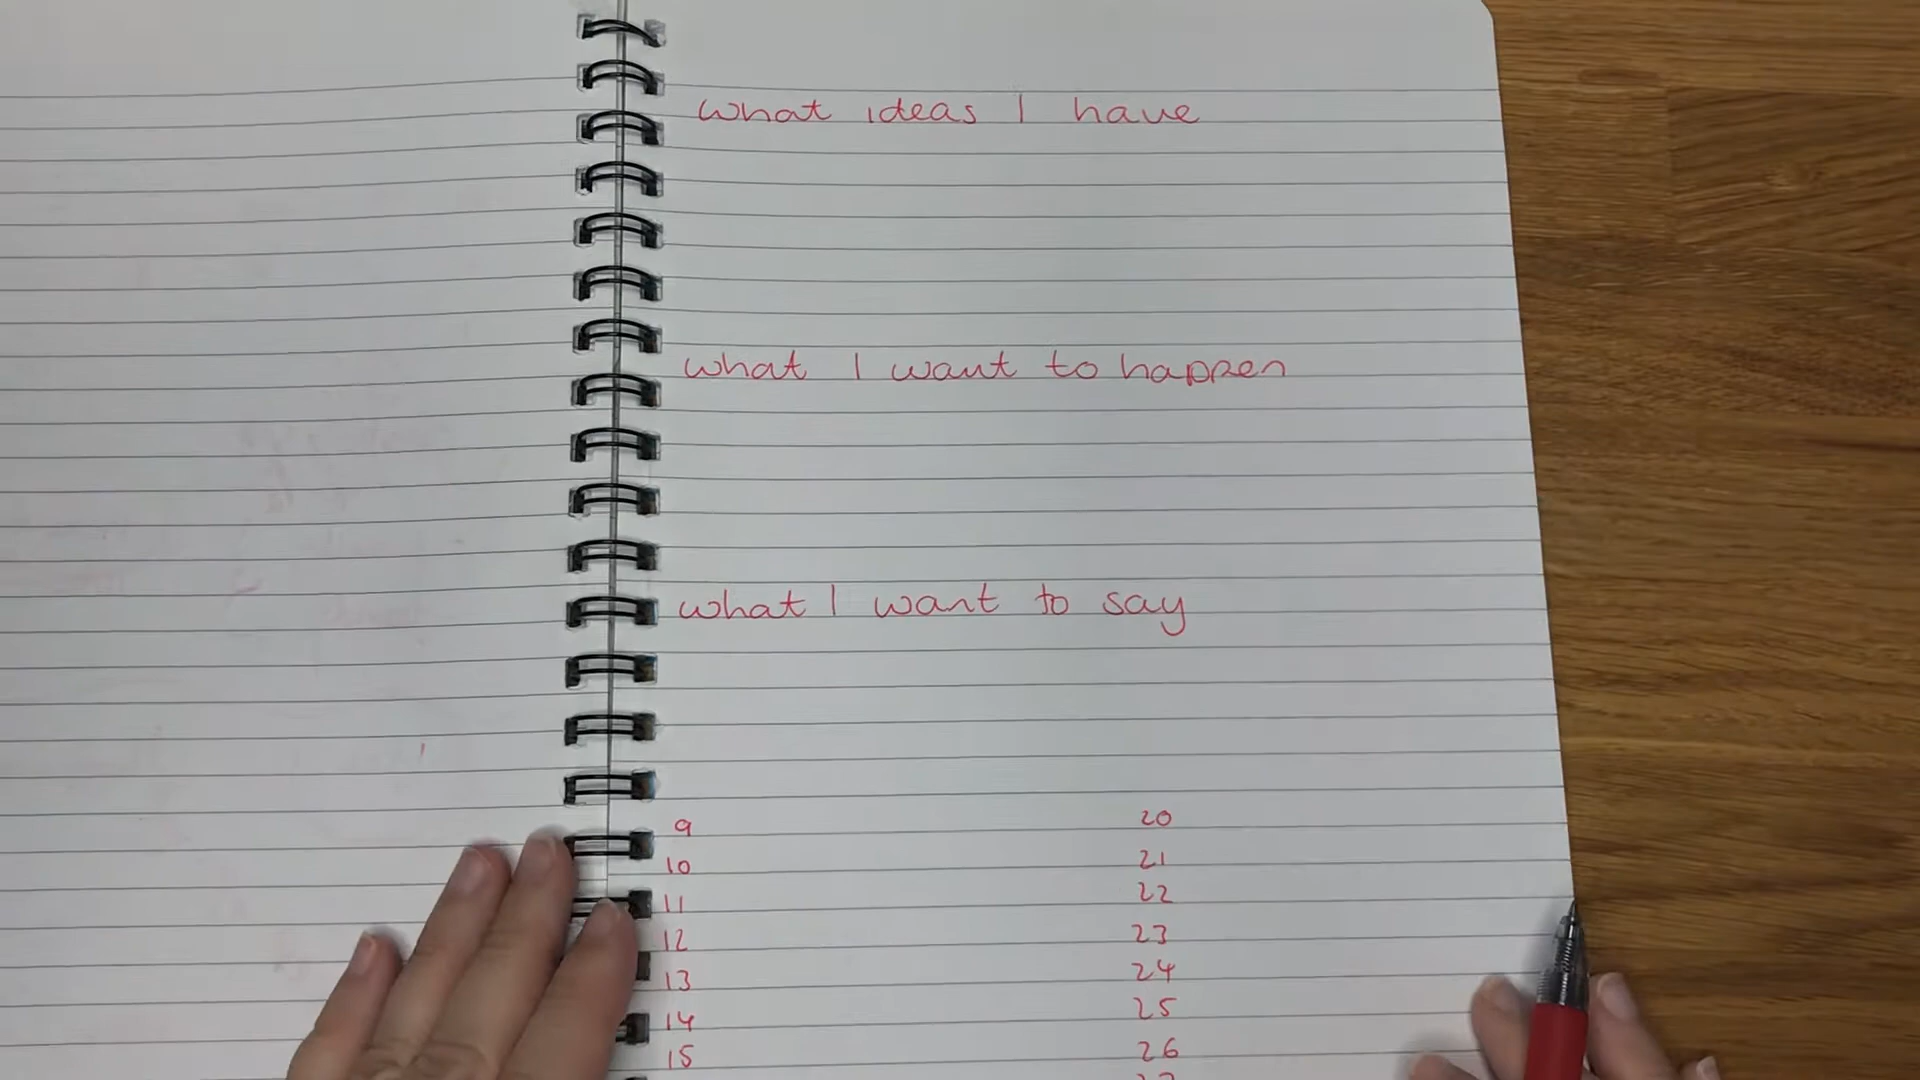 what ideas I have
what I want to happen
what I want to say
9 20
10 21
11 22
12 23
13 24
14 25
15 26